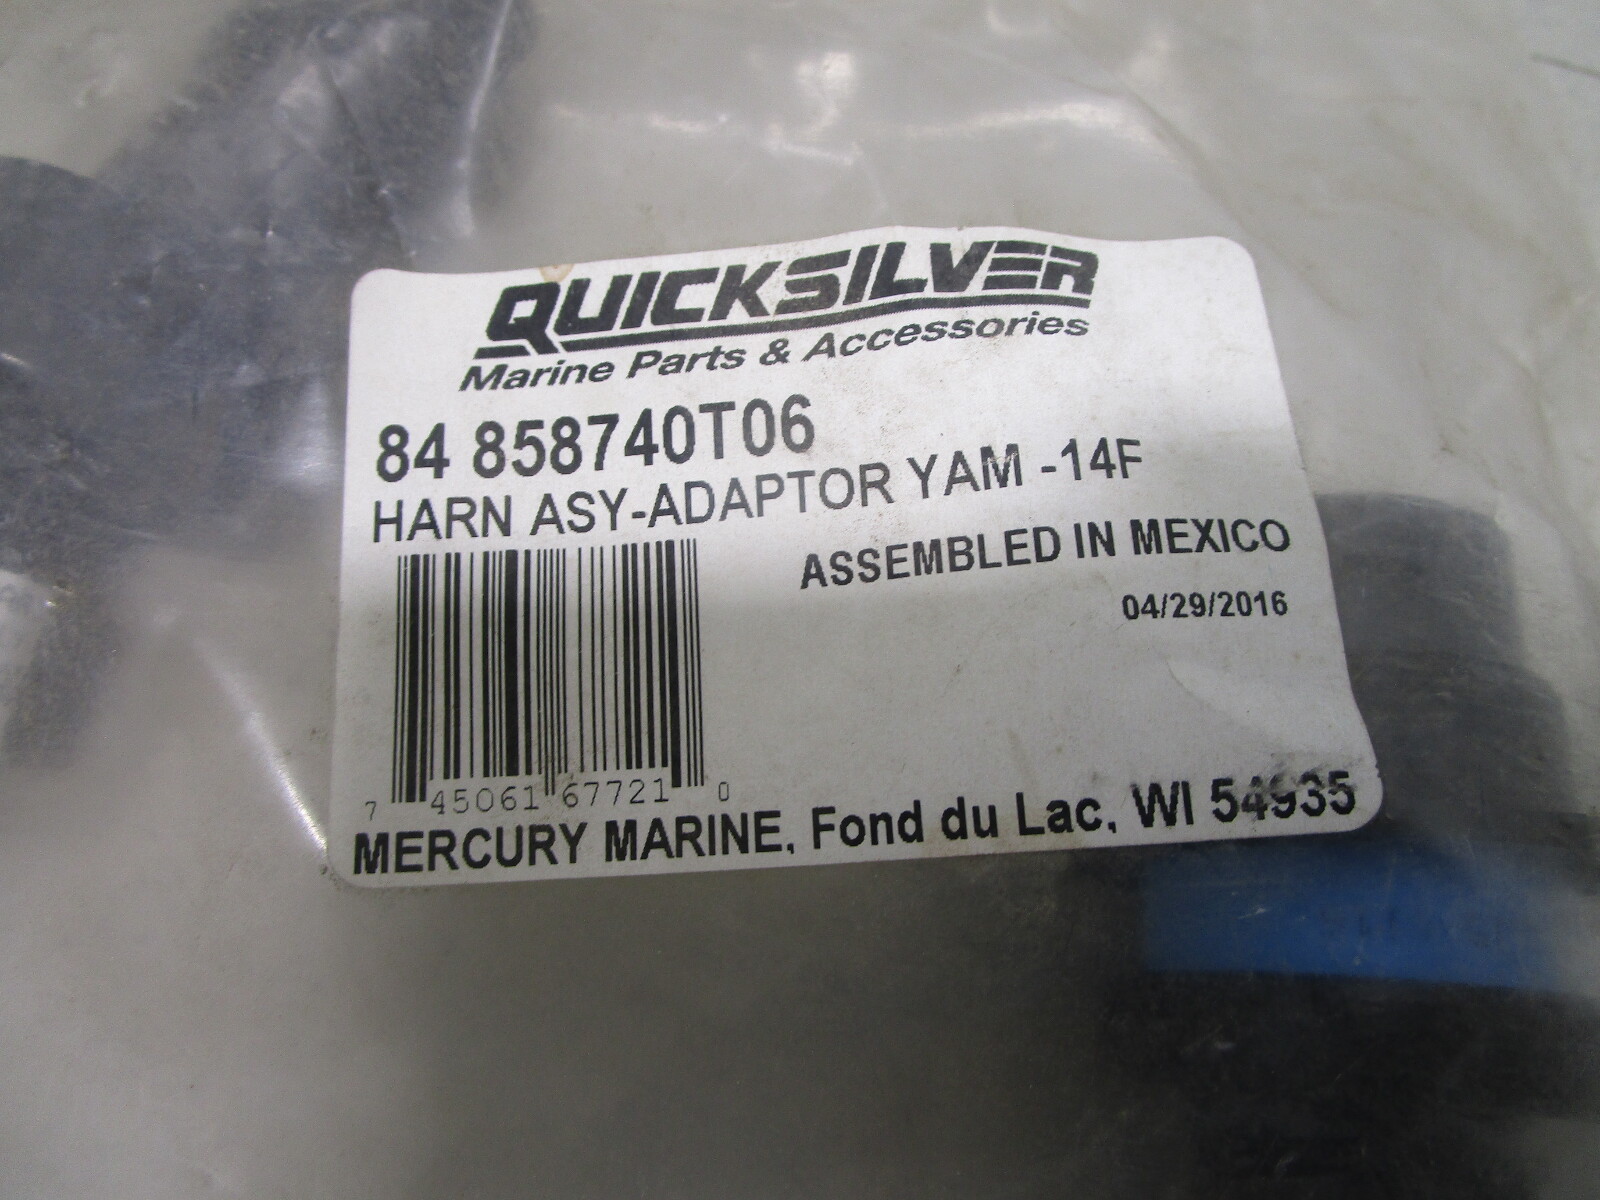 QUICKSILVER
Marine Parts & Accessories
84 858740T06
HARN ASY-ADAPTOR YAM -14F
ASSEMBLED IN MEXICO
04/29/2016
7 45061 67721 0
MERCURY MARINE, Fond du Lac, WI 54935